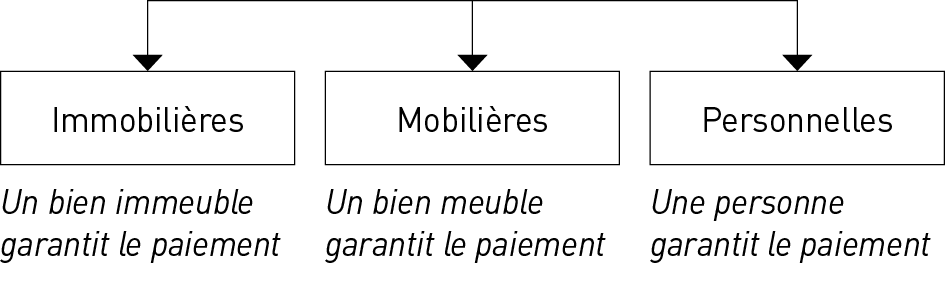 Immobilières
Mobilières
Personnelles
Un bien immeuble
garantit le paiement
Un bien meuble
garantit le paiement
Une personne
garantit le paiement